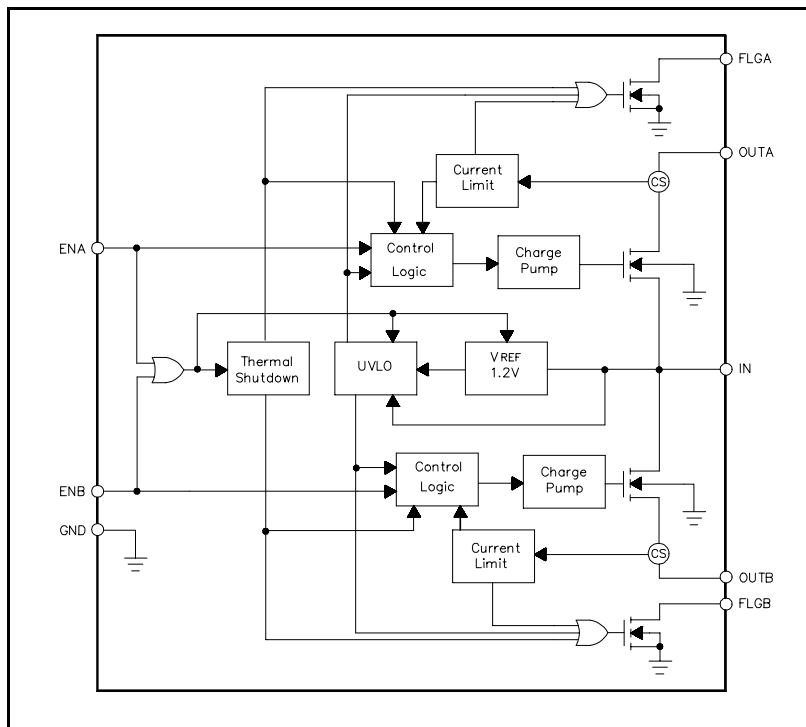 FLGA
OUTA
Current
Limit
CS
ENA
Control
Logic
Charge
Pump
Thermal
Shutdown
UVLO
VREF
1.2V
IN
ENB
Control
Logic
Charge
Pump
GND
Current
Limit
CS
OUTB
FLGB